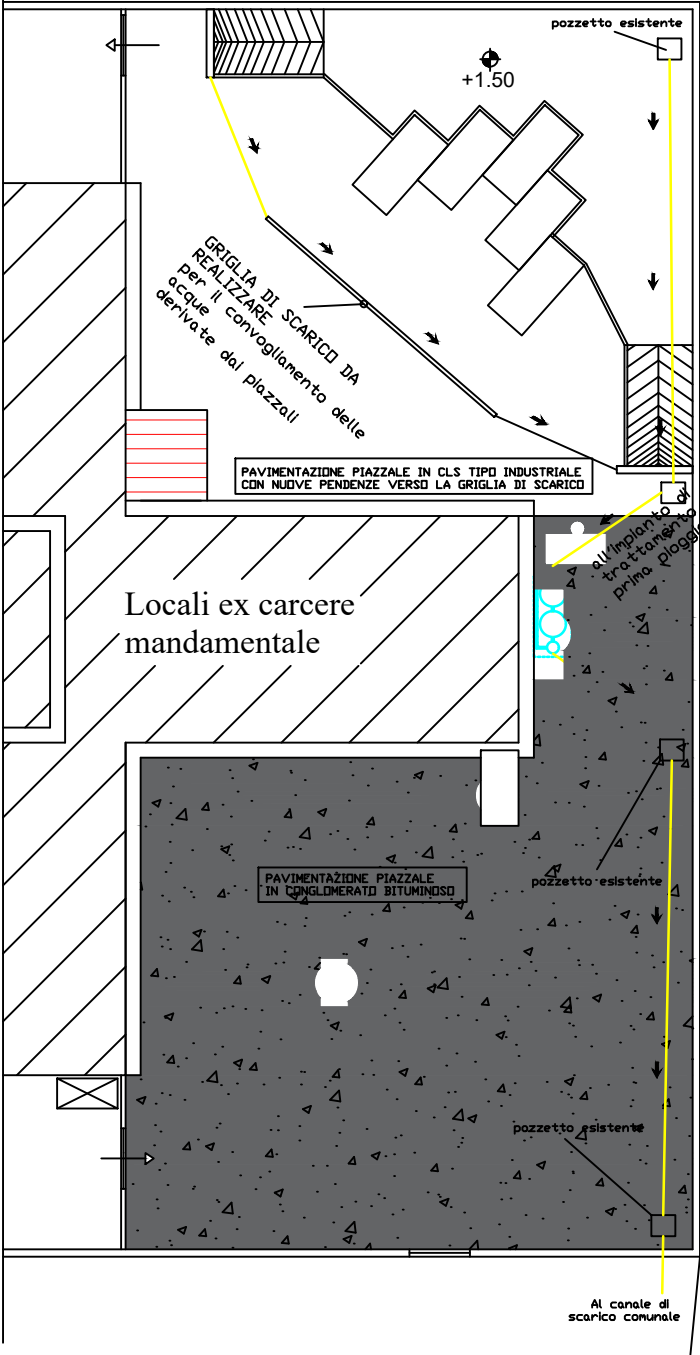 pozzetto esistente
+1.50
GRIGLIA DI SCARICO DA
REALIZZARE
per il convogliamento delle
acque
derivate dai piazzali
PAVIMENTAZIONE PIAZZALE IN CLS TIPO INDUSTRIALE
CON NUOVE PENDENZE VERSO LA GRIGLIA DI SCARICO
all'impianto di
trattamento
prima pioggia
Locali ex carcere
mandamentale
pozzetto esistente
PAVIMENTAZIONE PIAZZALE
IN CONGLOMERATO BITUMINOSO
pozzetto esistente
Al canale di
scarico comunale